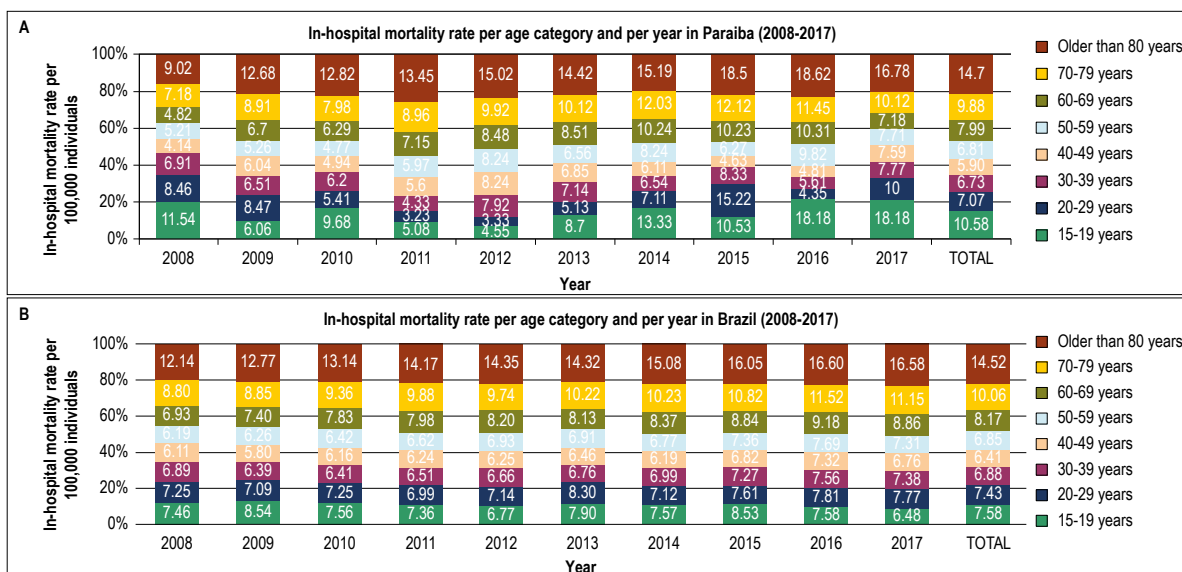 A
In-hospital mortality rate per age category and per year in Paraiba (2008-2017)
In-hospital mortality rate per
100,000 individuals
100%
80%
60%
40%
20%
0%
9.02 12.68 12.82 13.45 15.02 14.42 15.19 18.5 18.62 16.78 14.7
7.18 8.91 7.98 8.96 9.92 10.12 12.03 12.12 11.45 10.12 9.88
4.82 6.7 6.29 7.15 8.48 8.51 10.24 10.23 10.31 7.18 7.99
5.21 5.26 4.77 5.97 8.24 6.56 8.24 6.27 9.82 7.71 6.81
4.14 6.04 4.94 5.6 8.24 6.85 6.11 4.63 4.81 7.59 5.90
6.91 6.51 6.2 4.33 7.92 7.14 6.54 8.33 5.61 7.77 6.73
8.46 8.47 5.41 3.23 3.33 5.13 7.11 15.22 4.35 10 7.07
11.54 6.06 9.68 5.08 4.55 8.7 13.33 10.53 18.18 18.18 10.58
2008 2009 2010 2011 2012 2013 2014 2015 2016 2017 TOTAL
Year
Older than 80 years
70-79 years
60-69 years
50-59 years
40-49 years
30-39 years
20-29 years
15-19 years
B
In-hospital mortality rate per age category and per year in Brazil (2008-2017)
In-hospital mortality rate per
100,000 individuals
100%
80%
60%
40%
20%
0%
12.14 12.77 13.14 14.17 14.35 14.32 15.08 16.05 16.60 16.58 14.52
8.80 8.85 9.36 9.88 9.74 10.22 10.23 10.82 11.52 11.15 10.06
6.93 7.40 7.83 7.98 8.20 8.13 8.37 8.84 9.18 8.86 8.17
6.19 6.26 6.42 6.62 6.93 6.91 6.77 7.36 7.69 7.31 6.85
6.11 5.80 6.16 6.24 6.25 6.46 6.19 6.82 7.32 6.76 6.41
6.89 6.39 6.41 6.51 6.66 6.76 6.99 7.27 7.56 7.38 6.88
7.25 7.09 7.25 6.99 7.14 8.30 7.12 7.61 7.81 7.77 7.43
7.46 8.54 7.56 7.36 6.77 7.90 7.57 8.53 7.58 6.48 7.58
2008 2009 2010 2011 2012 2013 2014 2015 2016 2017 TOTAL
Year
Older than 80 years
70-79 years
60-69 years
50-59 years
40-49 years
30-39 years
20-29 years
15-19 years